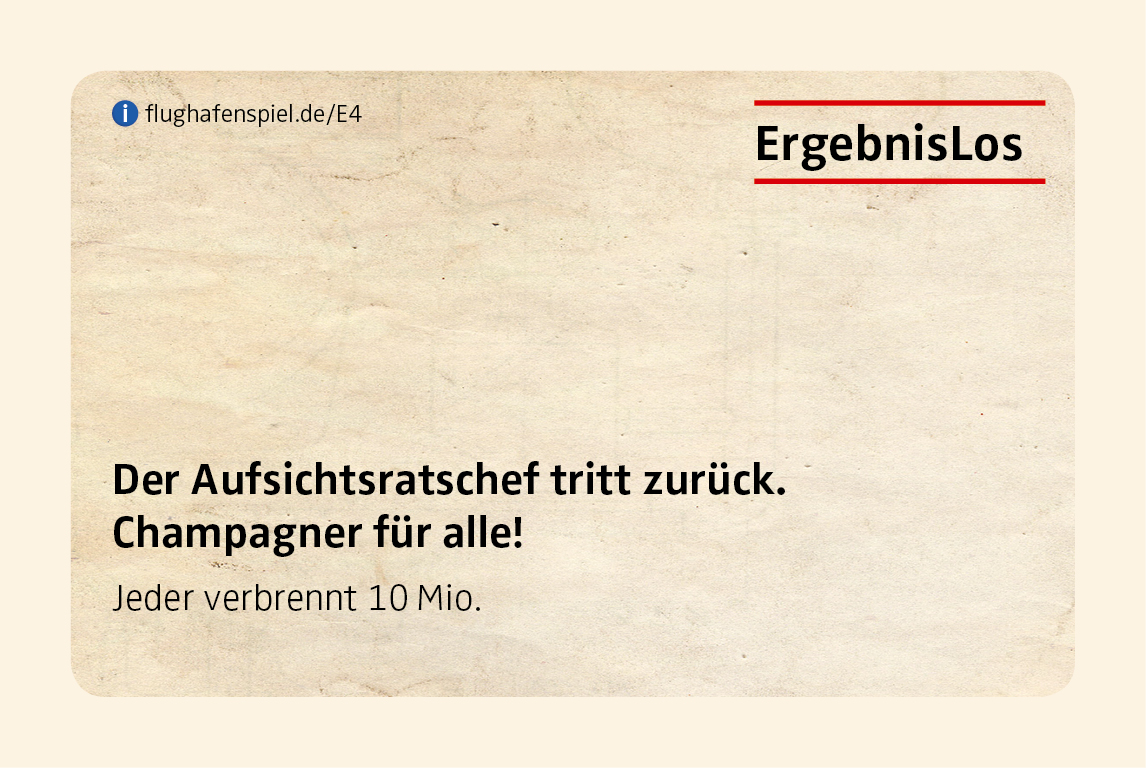 i flughafenspiel.de/E4
ErgebnisLos
Der Aufsichtsratschef tritt zurück.
Champagner für alle!
Jeder verbrennt 10 Mio.